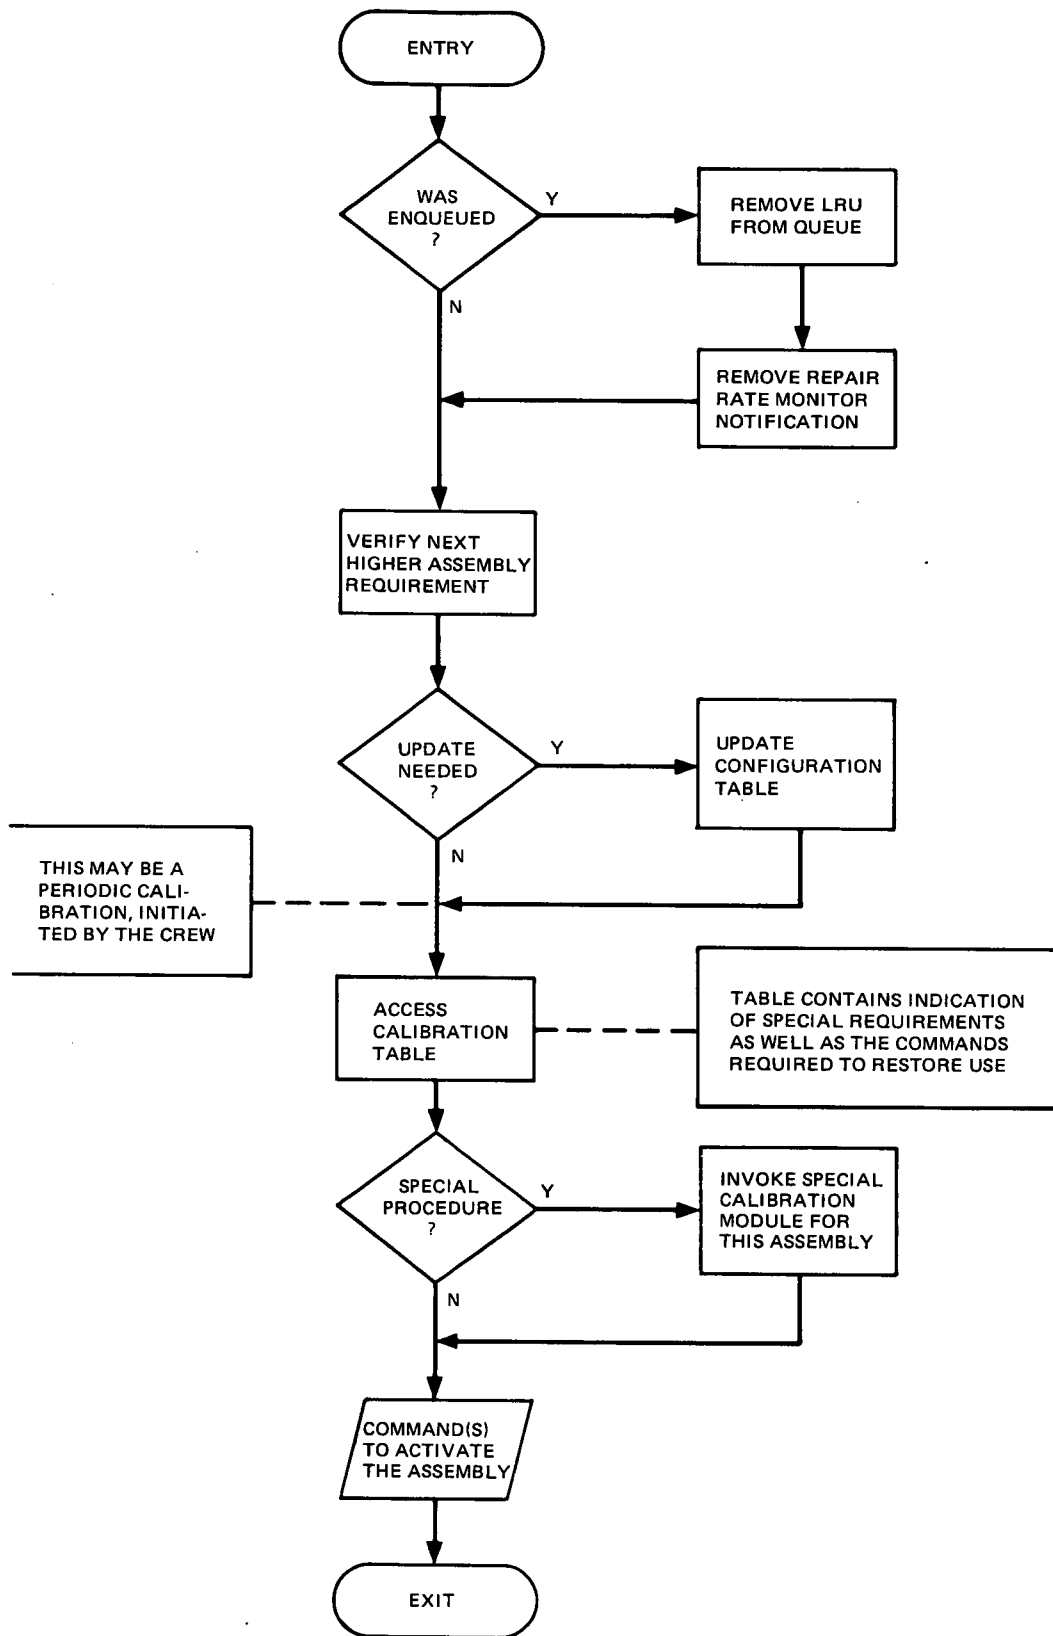 ENTRY
WAS
ENQUEUED
?
Y
REMOVE LRU
FROM QUEUE
N
REMOVE REPAIR
RATE MONITOR
NOTIFICATION
VERIFY NEXT
HIGHER ASSEMBLY
REQUIREMENT
UPDATE
NEEDED
?
Y
UPDATE
CONFIGURATION
TABLE
N
THIS MAY BE A
PERIODIC CALI-
BRATION, INITIA-
TED BY THE CREW
ACCESS
CALIBRATION
TABLE
TABLE CONTAINS INDICATION
OF SPECIAL REQUIREMENTS
AS WELL AS THE COMMANDS
REQUIRED TO RESTORE USE
SPECIAL
PROCEDURE
?
Y
INVOKE SPECIAL
CALIBRATION
MODULE FOR
THIS ASSEMBLY
N
COMMAND(S)
TO ACTIVATE
THE ASSEMBLY
EXIT